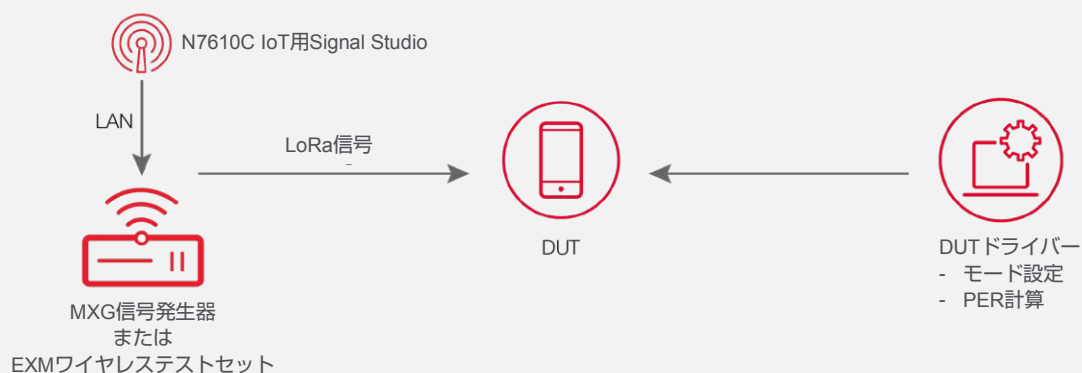 N7610C IoT用Signal Studio
LAN
LoRa信号
DUT
MXG信号発生器
または
EXMワイヤレステストセット
DUTドライバー
- モード設定
- PER計算